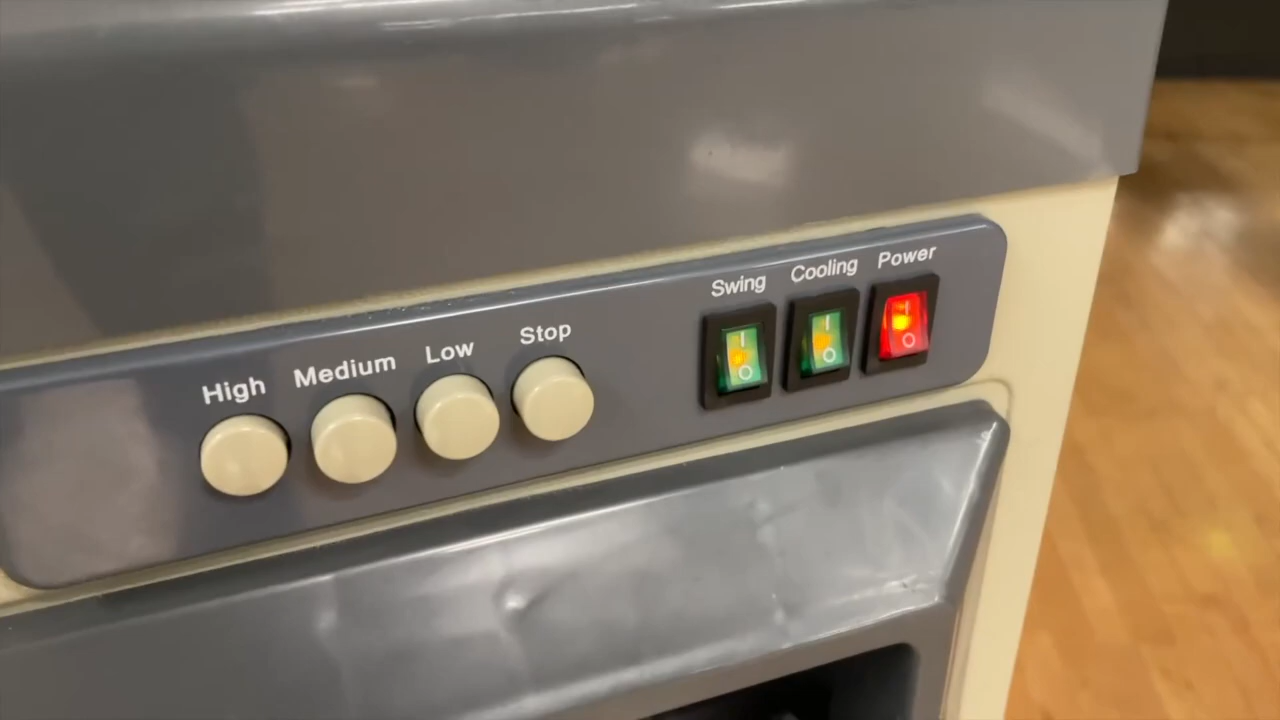 High
Medium
Low
Stop
Swing
Cooling
Power
I
O
I
O
I
O